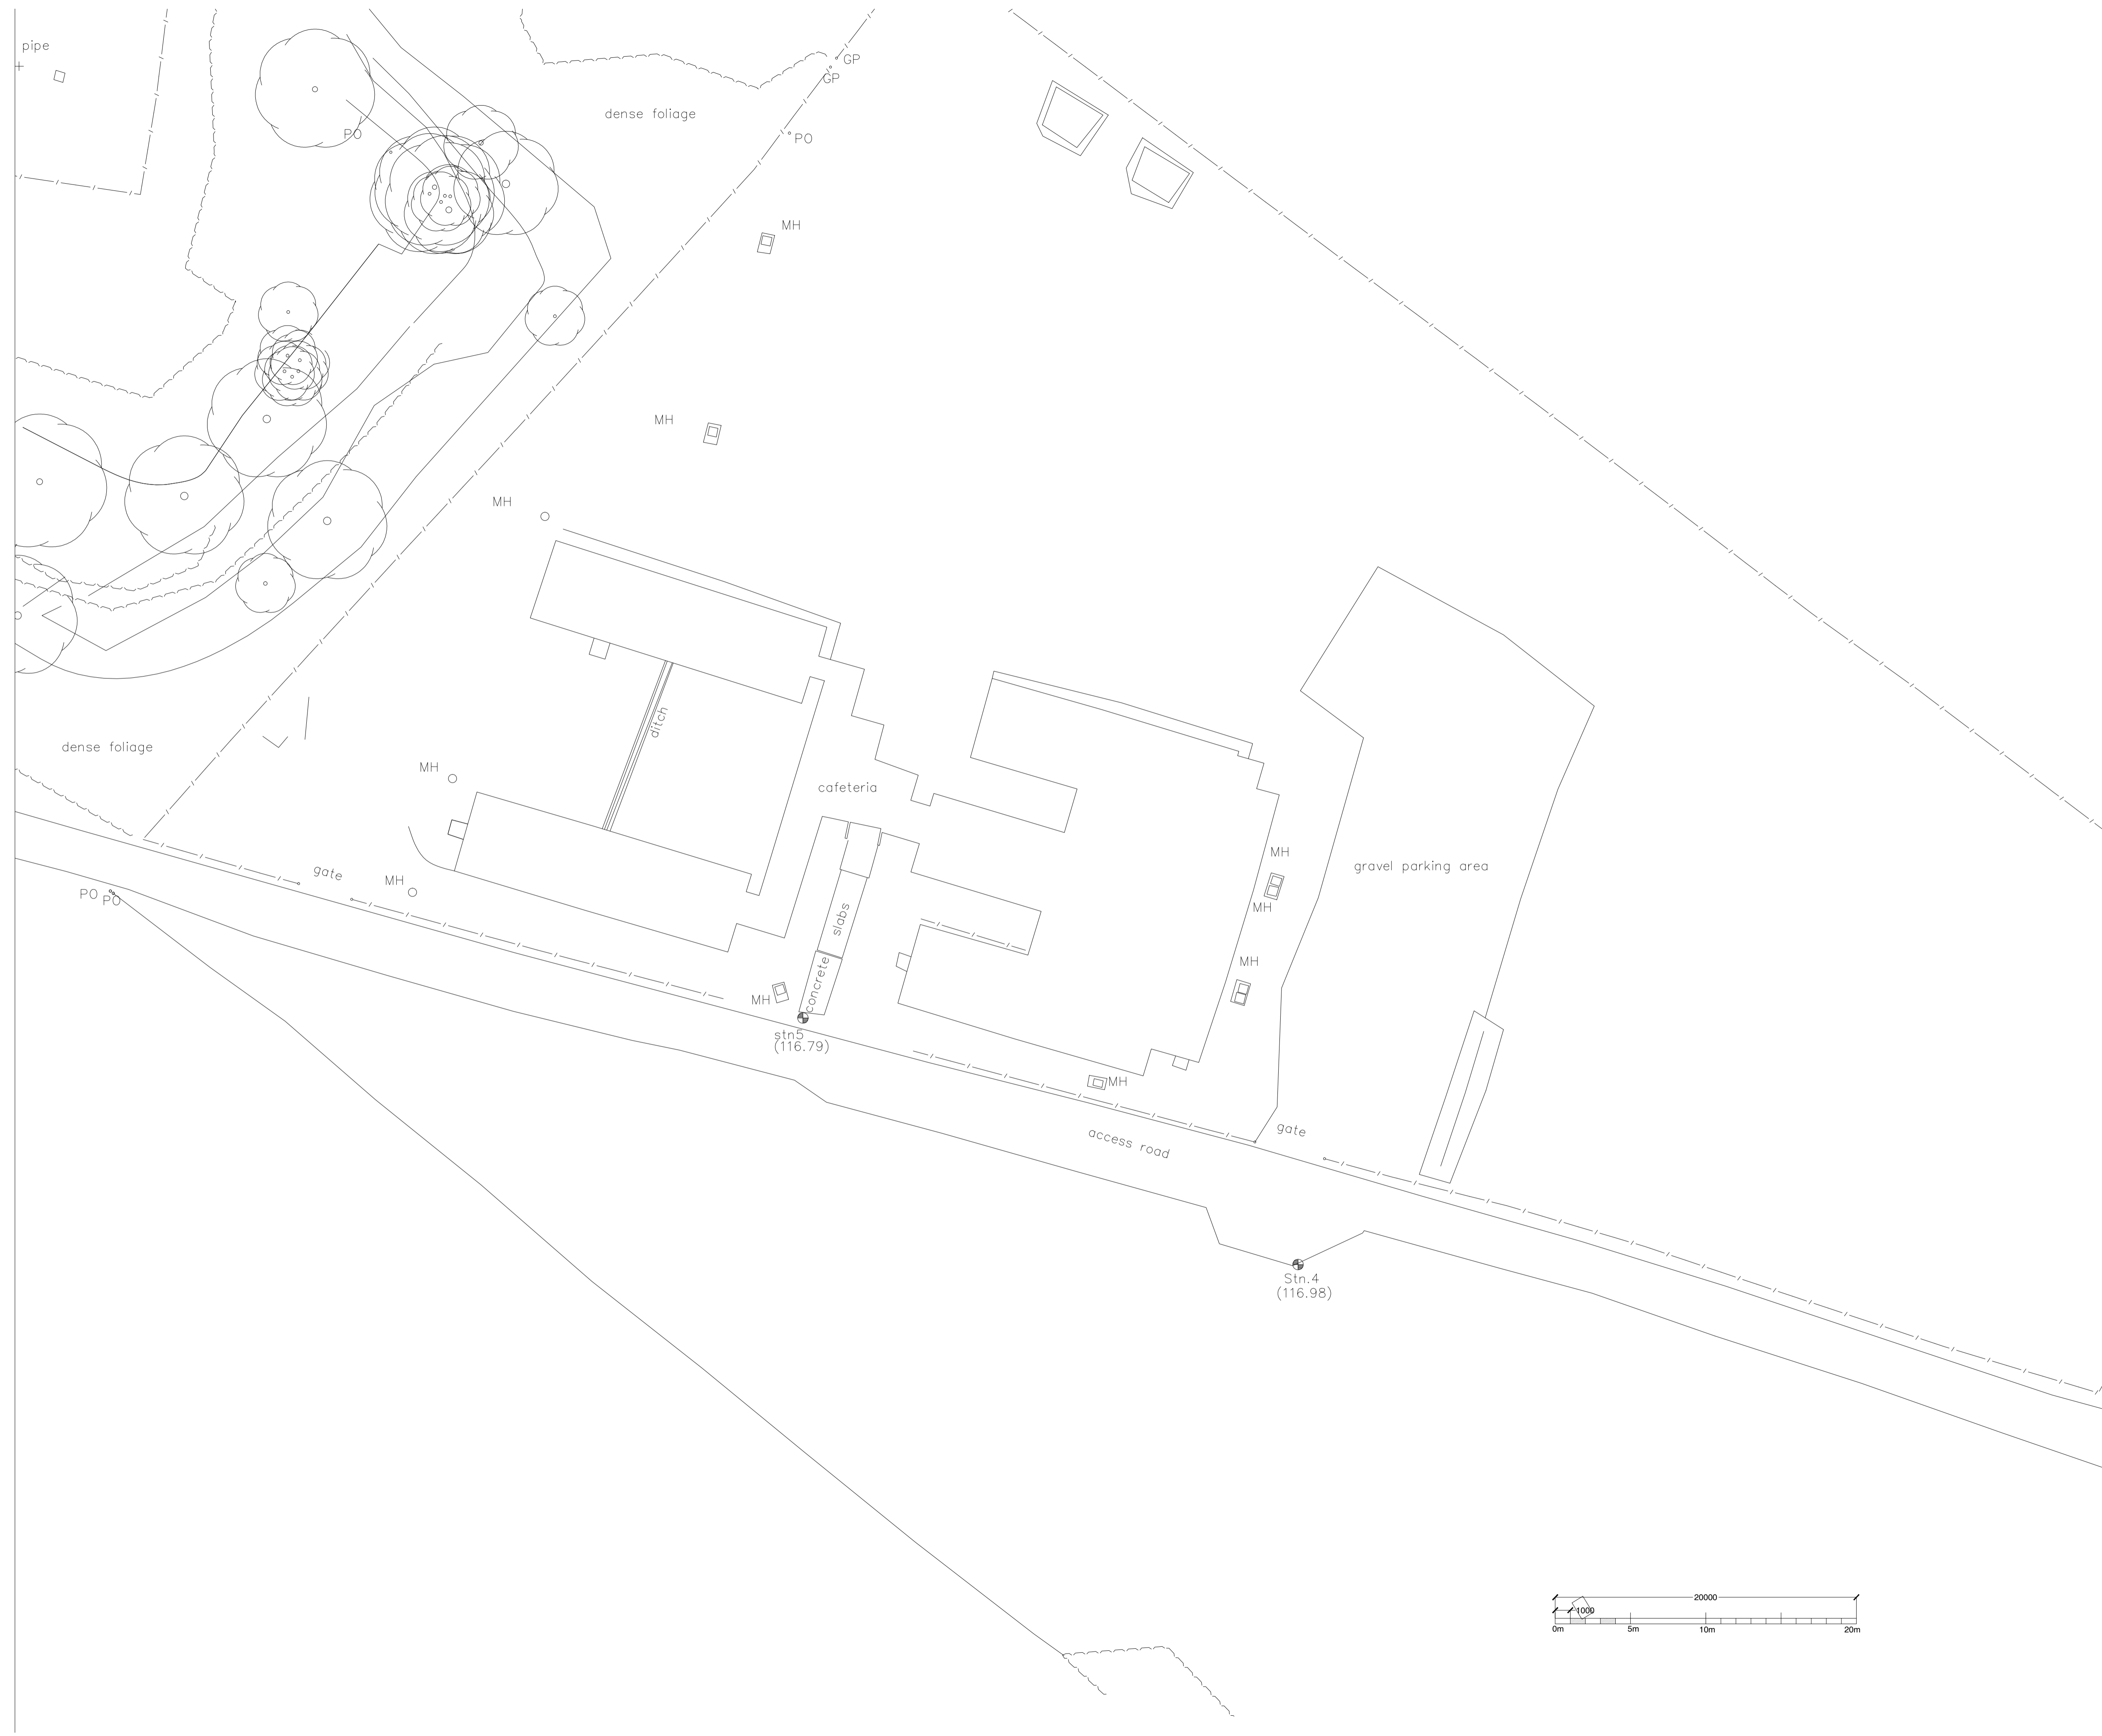 pipe
GP
GP
dense foliage
PO
PO
MH
MH
MH
ditch
dense foliage
MH
cafeteria
MH
gravel parking area
gate
MH
PO
PO
MH
slabs
concrete
MH
MH
stn5
(116.79)
MH
gate
access road
Stn.4
(116.98)
20000
1000
0m
5m
10m
20m